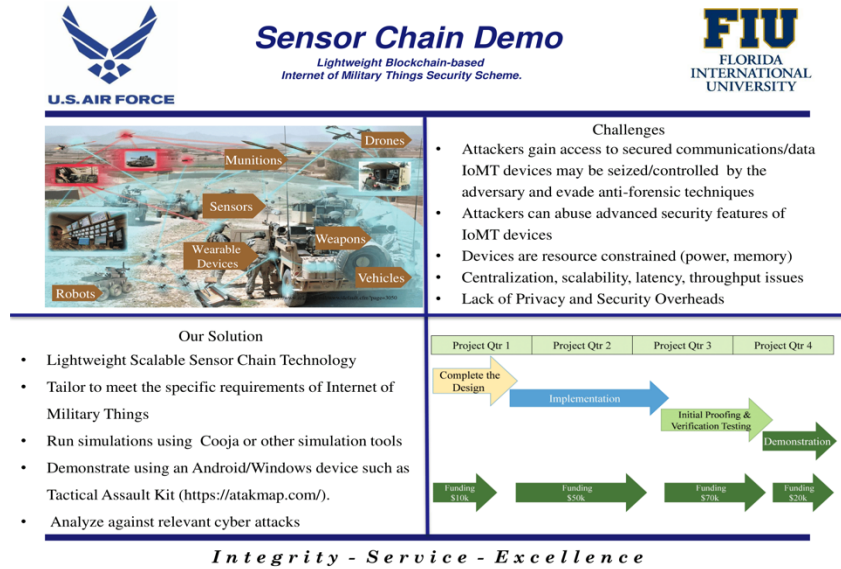 U.S. AIR FORCE
Sensor Chain Demo
Lightweight Blockchain-based
Internet of Military Things Security Scheme.
FIU
FLORIDA
INTERNATIONAL
UNIVERSITY
Drones
Munitions
Sensors
Weapons
Wearable
Devices
Vehicles
Robots
Challenges
• Attackers gain access to secured communications/data
IoMT devices may be seized/controlled by the
adversary and evade anti-forensic techniques
• Attackers can abuse advanced security features of
IoMT devices
• Devices are resource constrained (power, memory)
• Centralization, scalability, latency, throughput issues
• Lack of Privacy and Security Overheads
Our Solution
• Lightweight Scalable Sensor Chain Technology
• Tailor to meet the specific requirements of Internet of
Military Things
• Run simulations using Cooja or other simulation tools
• Demonstrate using an Android/Windows device such as
Tactical Assault Kit (https://atakmap.com/).
• Analyze against relevant cyber attacks
Project Qtr 1
Project Qtr 2
Project Qtr 3
Project Qtr 4
Complete the
Design
Implementation
Initial Proofing &
Verification Testing
Demonstration
Funding
$10k
Funding
$50k
Funding
$70k
Funding
$20k
Integrity - Service - Excellence